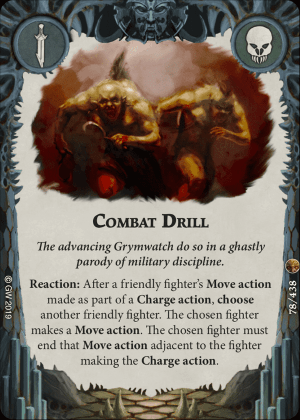 COMBAT DRILL
The advancing Grymwatch do so in a ghastly
parody of military discipline.
Reaction: After a friendly fighter's Move action
made as part of a Charge action, choose
another friendly fighter. The chosen fighter
makes a Move action. The chosen fighter must
end that Move action adjacent to the fighter
making the Charge action.
© GW 2019
78/438